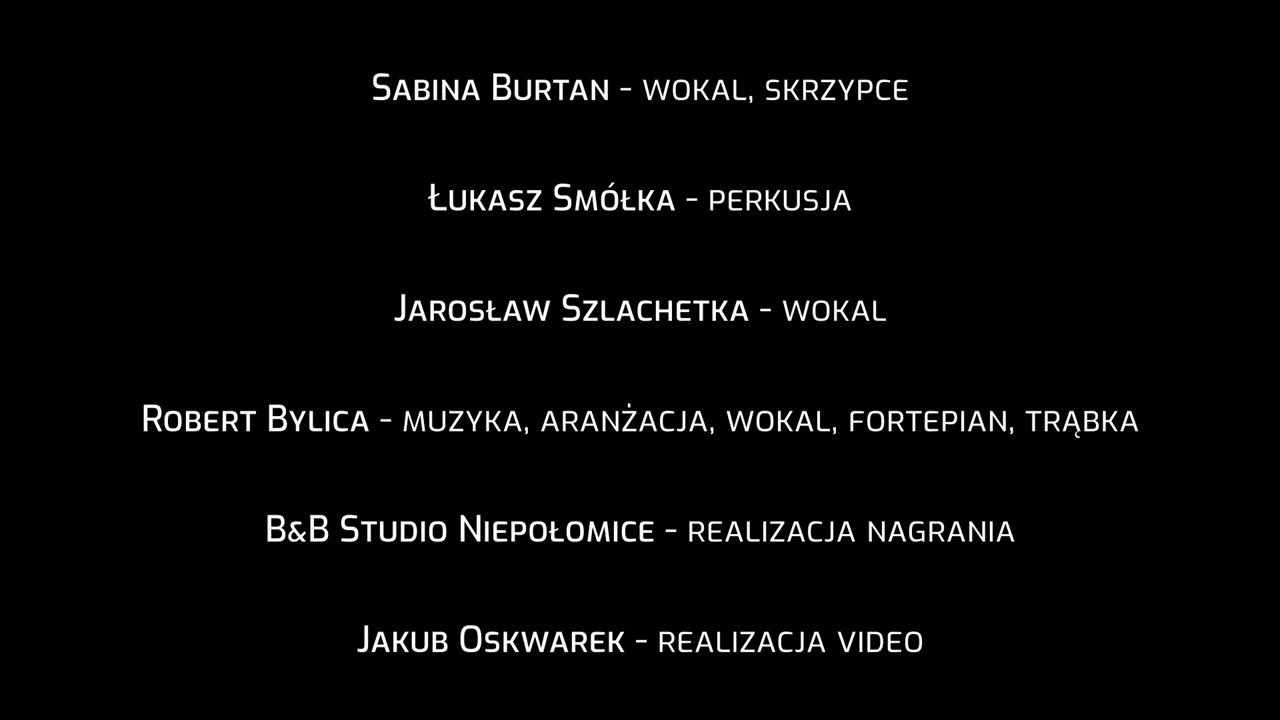 Sabina Burtan - wokal, skrzypce
Łukasz Smółka - perkusja
Jarosław Szlachetka - wokal
Robert Bylica - muzyka, aranżacja, wokal, fortepian, trąbka
B&B Studio Niepołomice - realizacja nagrania
Jakub Oskwarek - realizacja video